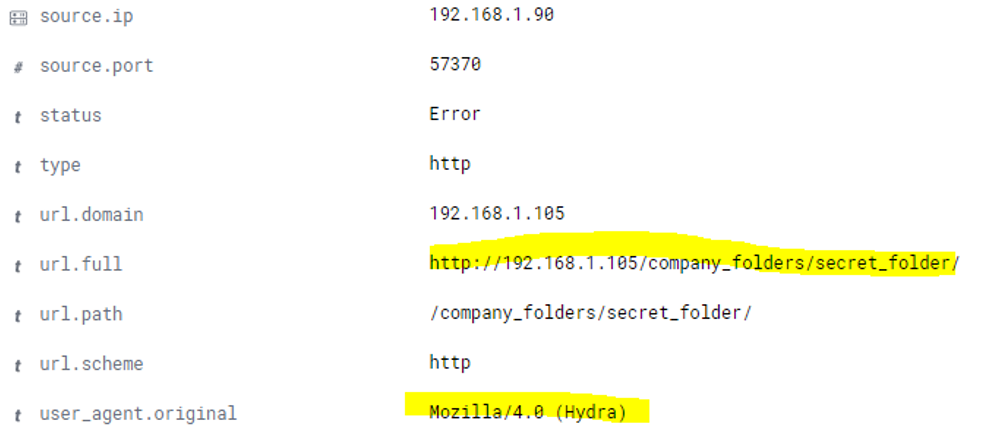 source.ip 192.168.1.90
# source.port 57370
t status Error
t type http
t url.domain 192.168.1.105
t url.full http://192.168.1.105/company_folders/secret_folder/
t url.path /company_folders/secret_folder/
t url.scheme http
t user_agent.original Mozilla/4.0 (Hydra)